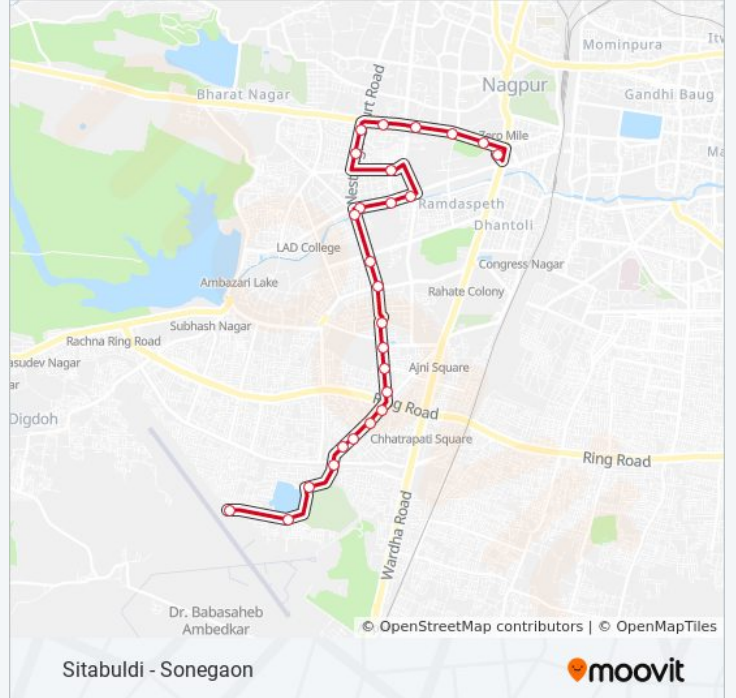 Mominpura
Itw
Nagpur
Bharat Nagar
Gandhi Baug
Zero Mile
Ma
Ramdaspeth
Dhantoli
LAD College
Congress Nagar
Ambazari Lake
Rahate Colony
Subhash Nagar
Rachna Ring Road
asudev Nagar
Ajni Square
ar
Digdoh
Ring Road
Chhatrapati Square
Ring Road
Wardha Road
Dr. Babasaheb
Ambedkar
© OpenStreetMap contributors | © OpenMapTiles
Sitabuldi - Sonegaon
moovit